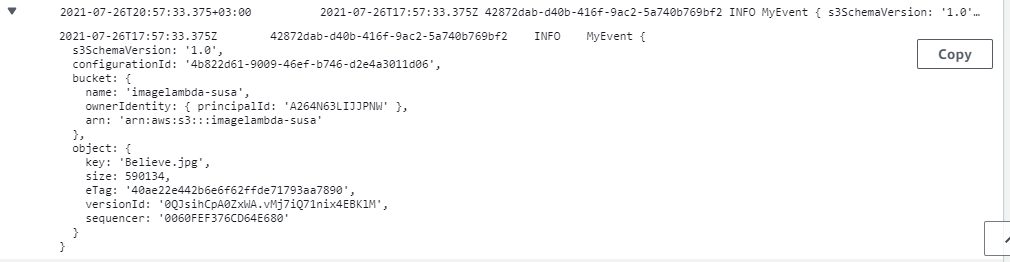 2021-07-26T20:57:33.375+03:00 2021-07-26T17:57:33.375Z 42872dab-d40b-416f-9ac2-5a740b769bf2 INFO MyEvent { s3SchemaVersion: '1.0'…
2021-07-26T17:57:33.375Z 42872dab-d40b-416f-9ac2-5a740b769bf2 INFO MyEvent {
s3SchemaVersion: '1.0',
Copy
configurationId: '4b822d61-9009-46ef-b746-d2e4a3011d06',
bucket: {
name: 'imagelambda-susa',
ownerIdentity: { principalId: 'A264N63LIJJPNW' },
arn: 'arn:aws:s3:::imagelambda-susa'
},
object: {
key: 'Believe.jpg',
size: 590134,
eTag: '40ae22e442b6e6f62ffde71793aa7890',
versionId: '0QJsihCpA0ZxWA.vMj7iQ71nix4EBKlM',
sequencer: '0060FEF376CD64E680'
}
}